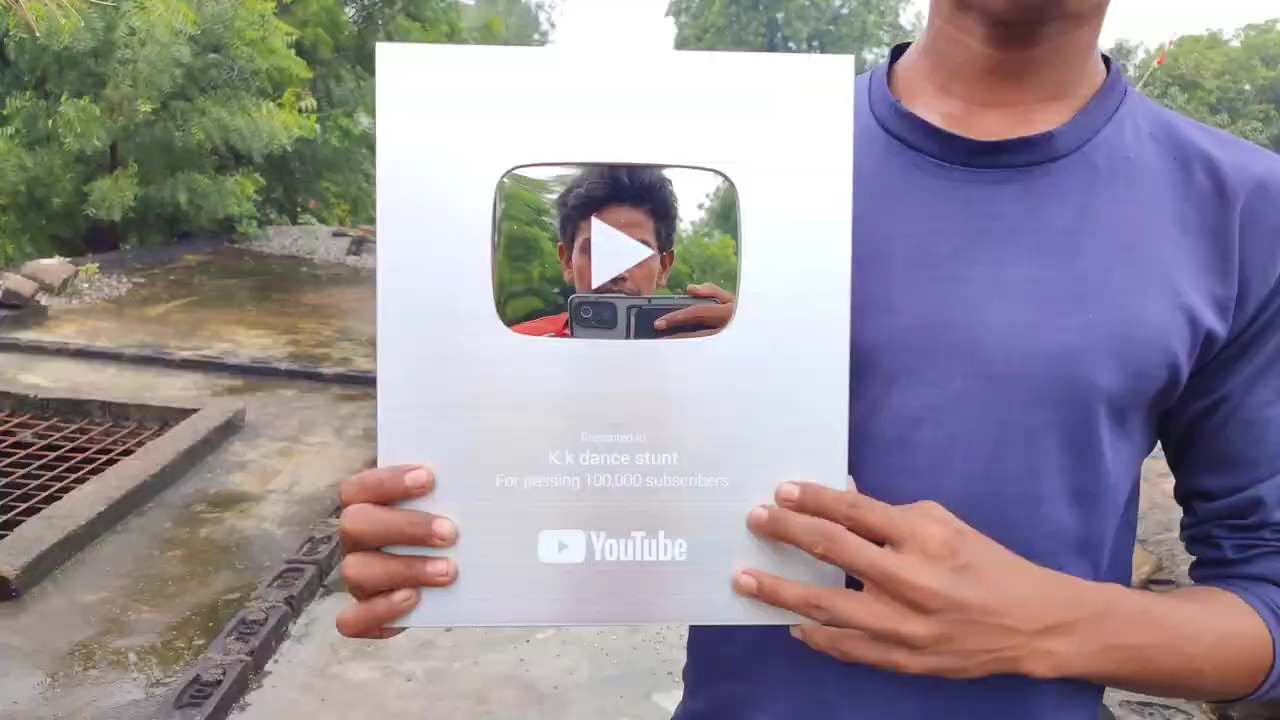 Presented to
K.k dance stunt
For passing 100,000 subscribers
YouTube